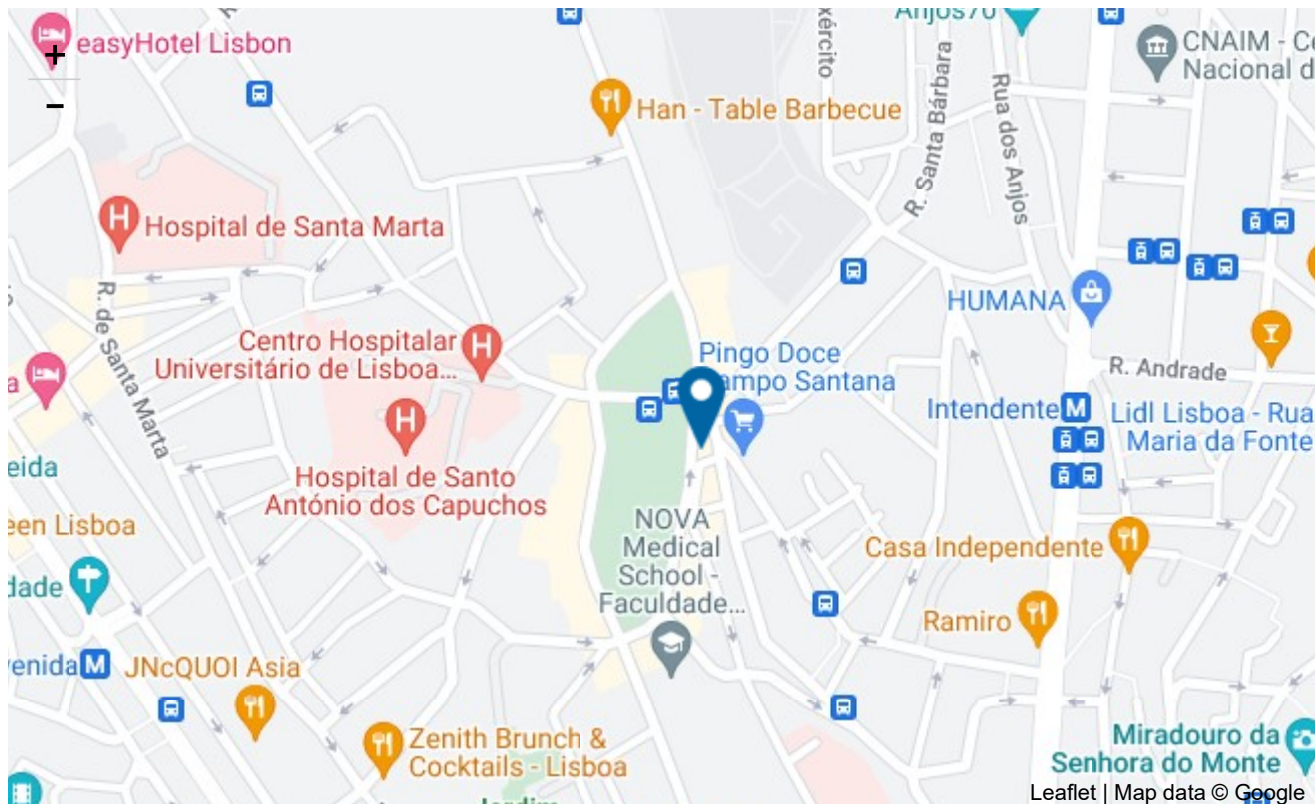 Anjos70
easyHotel Lisbon
+
−
CNAIM - C
Nacional d
Han - Table Barbecue
xército
R. Santa Bárbara
Rua dos Anjos
H
Hospital de Santa Marta
R. de Santa Marta
HUMANA
Centro Hospitalar
Universitário de Lisboa...
H
Pingo Doce
ampo Santana
R. Andrade
a
Intendente M
Lidl Lisboa - Rua
Maria da Fonte
H
Hospital de Santo
António dos Capuchos
eida
een Lisboa
NOVA
Medical
School -
Faculdade...
Casa Independente
dade
Ramiro
venida M
JNcQUOI Asia
Zenith Brunch &
Cocktails - Lisboa
Miradouro da
Senhora do Monte
Jardim
Leaflet | Map data © Google